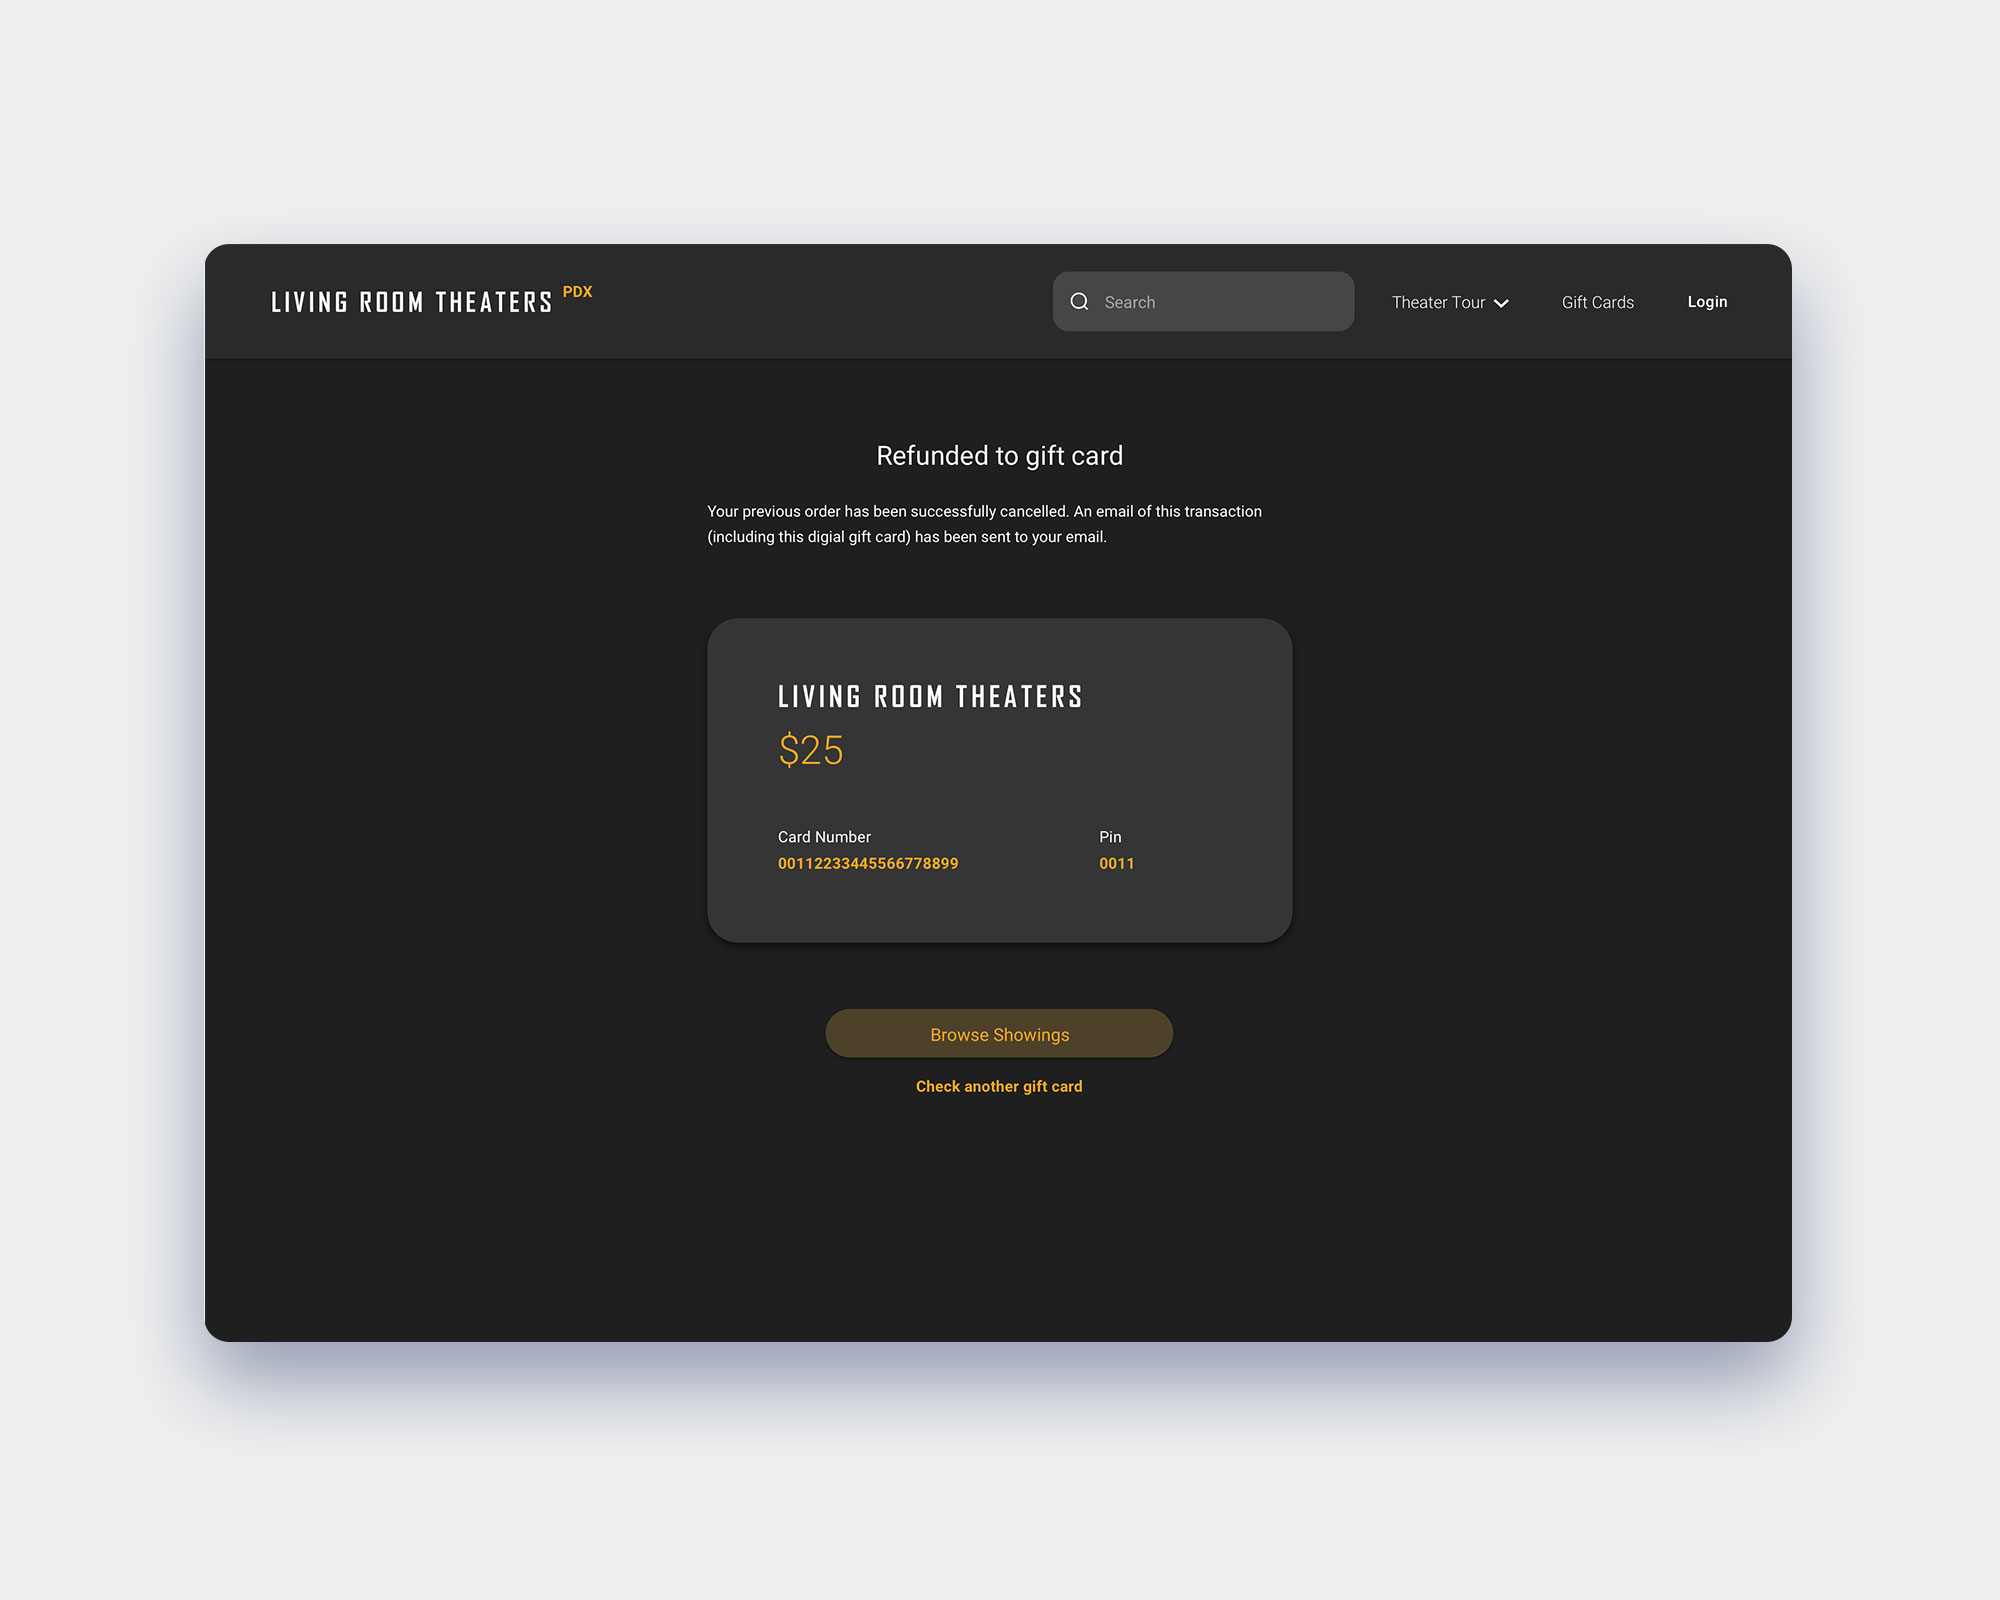 LIVING ROOM THEATERS PDX
Search
Theater Tour
Gift Cards
Login
Refunded to gift card
Your previous order has been successfully cancelled. An email of this transaction
(including this digial gift card) has been sent to your email.
LIVING ROOM THEATERS
$25
Card Number
Pin
00112233445566778899
0011
Browse Showings
Check another gift card